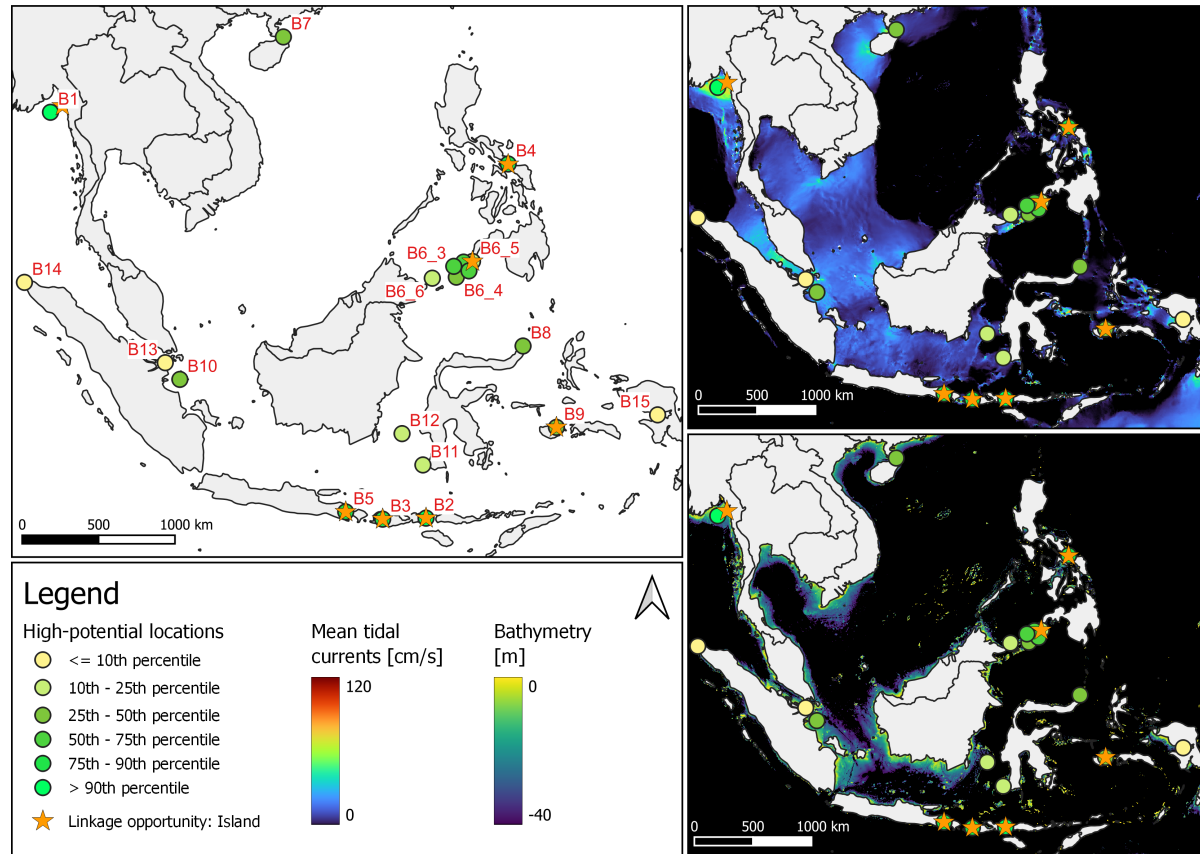 B7
B1
B4
B6_3
B6_5
B6_6
B6_4
B14
B8
B13
B10
B15
B9
B12
B11
B5
B3
B2
0 500 1000 km
0 500 1000 km
0 500 1000 km
Legend
High-potential locations
<= 10th percentile
10th - 25th percentile
25th - 50th percentile
50th - 75th percentile
75th - 90th percentile
> 90th percentile
Linkage opportunity: Island
Mean tidal
currents [cm/s]
120
0
Bathymetry
[m]
0
-40